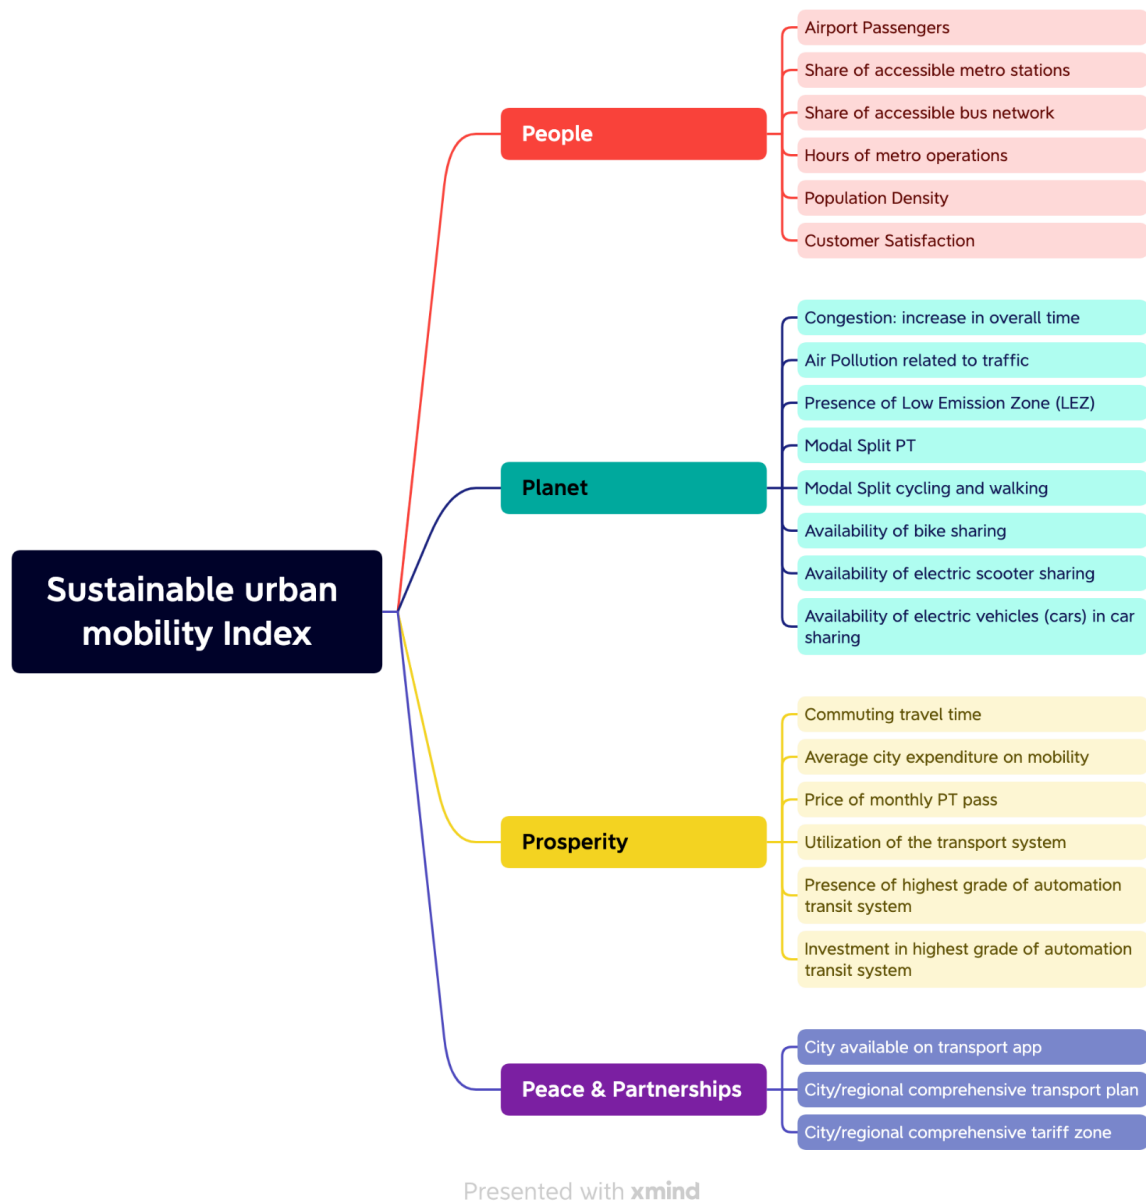 Sustainable urban
mobility Index
People
Airport Passengers
Share of accessible metro stations
Share of accessible bus network
Hours of metro operations
Population Density
Customer Satisfaction
Planet
Congestion: increase in overall time
Air Pollution related to traffic
Presence of Low Emission Zone (LEZ)
Modal Split PT
Modal Split cycling and walking
Availability of bike sharing
Availability of electric scooter sharing
Availability of electric vehicles (cars) in car
sharing
Prosperity
Commuting travel time
Average city expenditure on mobility
Price of monthly PT pass
Utilization of the transport system
Presence of highest grade of automation
transit system
Investment in highest grade of automation
transit system
Peace & Partnerships
City available on transport app
City/regional comprehensive transport plan
City/regional comprehensive tariff zone
Presented with xmind